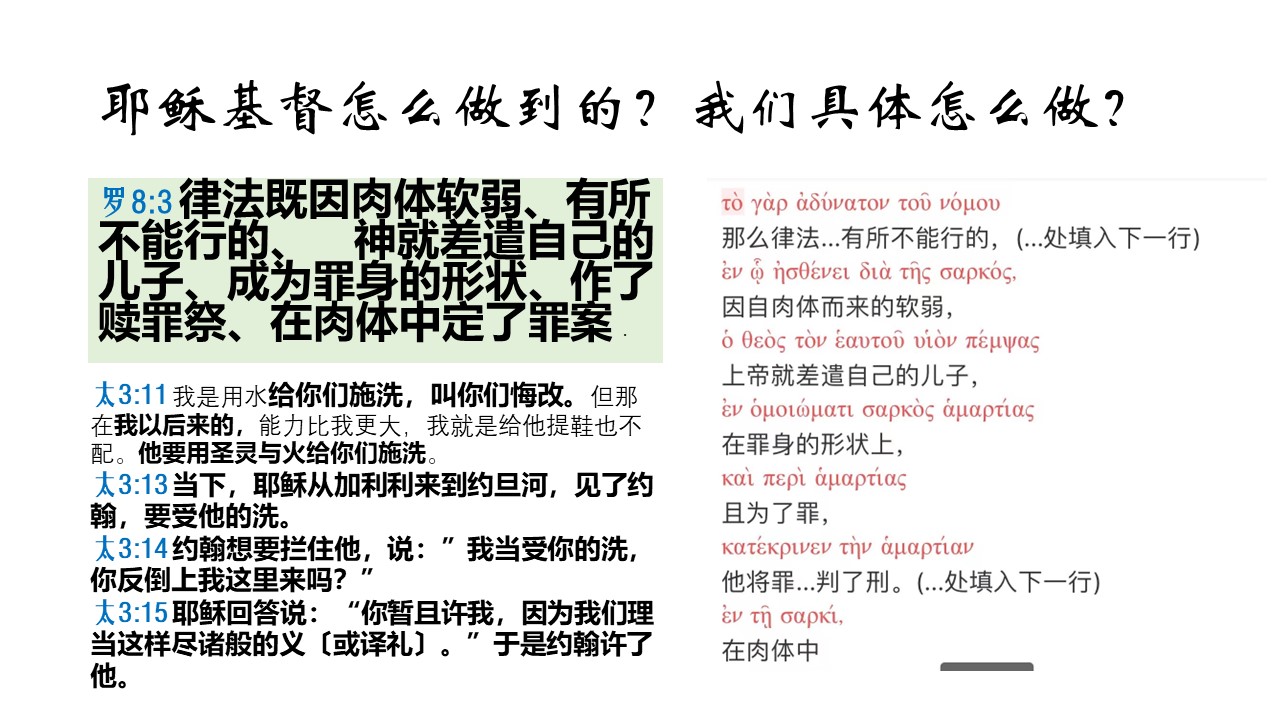 耶稣基督怎么做到的？我们具体怎么做？
罗8:3律法既因肉体软弱、有所
不能行的、　神就差遣自己的
儿子、成为罪身的形状、作了
赎罪祭、在肉体中定了罪案．
太3:11我是用水给你们施洗，叫你们悔改。但那
在我以后来的，能力比我更大，我就是给他提鞋也不
配。他要用圣灵与火给你们施洗。
太3:13当下，耶稣从加利利来到约旦河，见了约
翰，要受他的洗。
太3:14约翰想要拦住他，说：”我当受你的洗，
你反倒上我这里来吗？”
太3:15耶稣回答说：“你暂且许我，因为我们理
当这样尽诸般的义〔或译礼〕。”于是约翰许了
他。
τὸ γὰρ ἀδύνατον τοῦ νόμου
那么律法...有所不能行的，(...处填入下一行)
ἐν ᾧ ἠσθένει διὰ τῆς σαρκός,
因自肉体而来的软弱，
ὁ θεὸς τὸν ἑαυτοῦ υἱὸν πέμψας
上帝就差遣自己的儿子，
ἐν ὁμοιώματι σαρκὸς ἁμαρτίας
在罪身的形状上，
καὶ περὶ ἁμαρτίας
且为了罪，
κατέκρινεν τὴν ἁμαρτίαν
他将罪...判了刑。(...处填入下一行)
ἐν τῇ σαρκί,
在肉体中